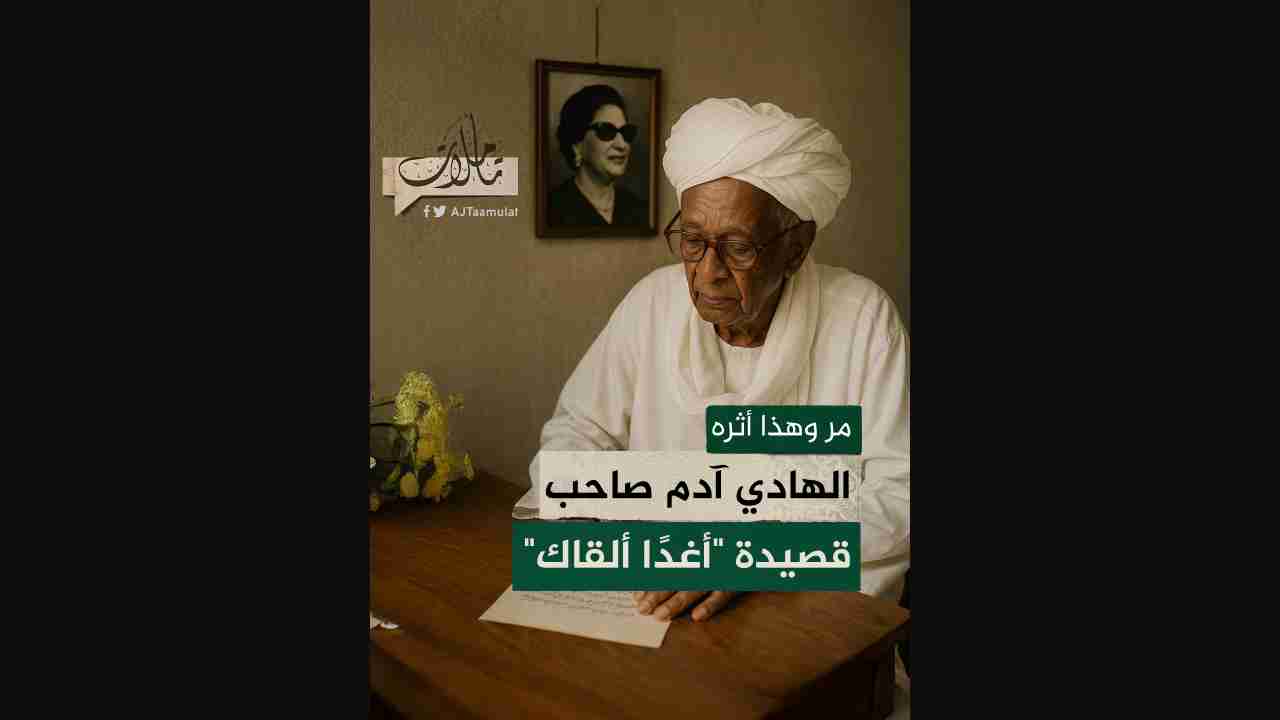 تأملات
AJTaamulat
مر وهذا أثره
الهادي آدم صاحب
قصيدة "أغدًا ألقاك"